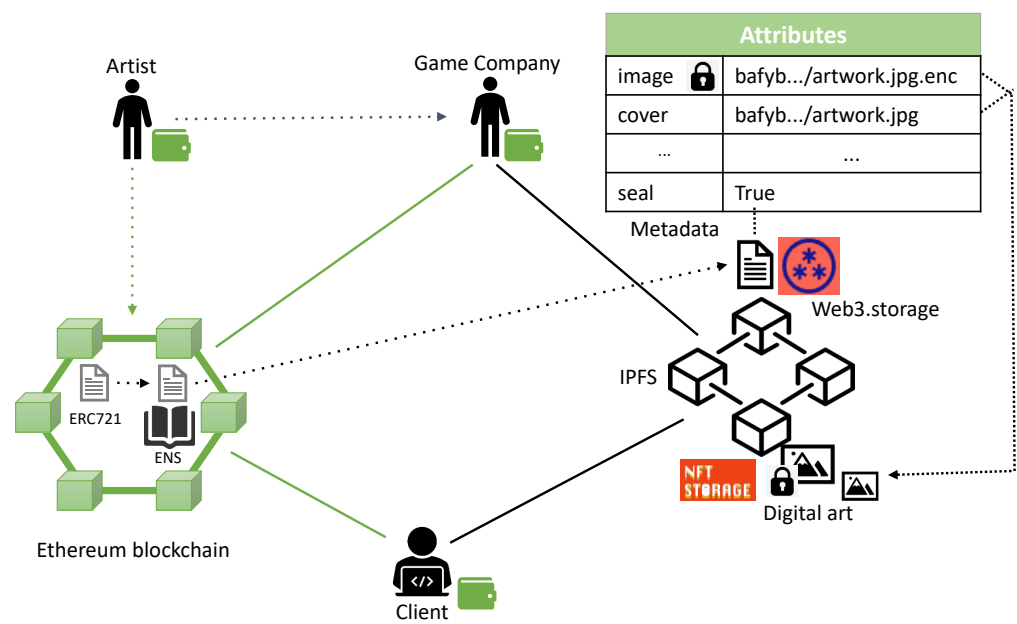 Artist
Game Company
Attributes
image bafyb.../artwork.jpg.enc
cover bafyb.../artwork.jpg
... ...
seal True
Metadata
Web3.storage
IPFS
ERC721
ENS
NFT
STORAGE
Digital art
Ethereum blockchain
</>
Client